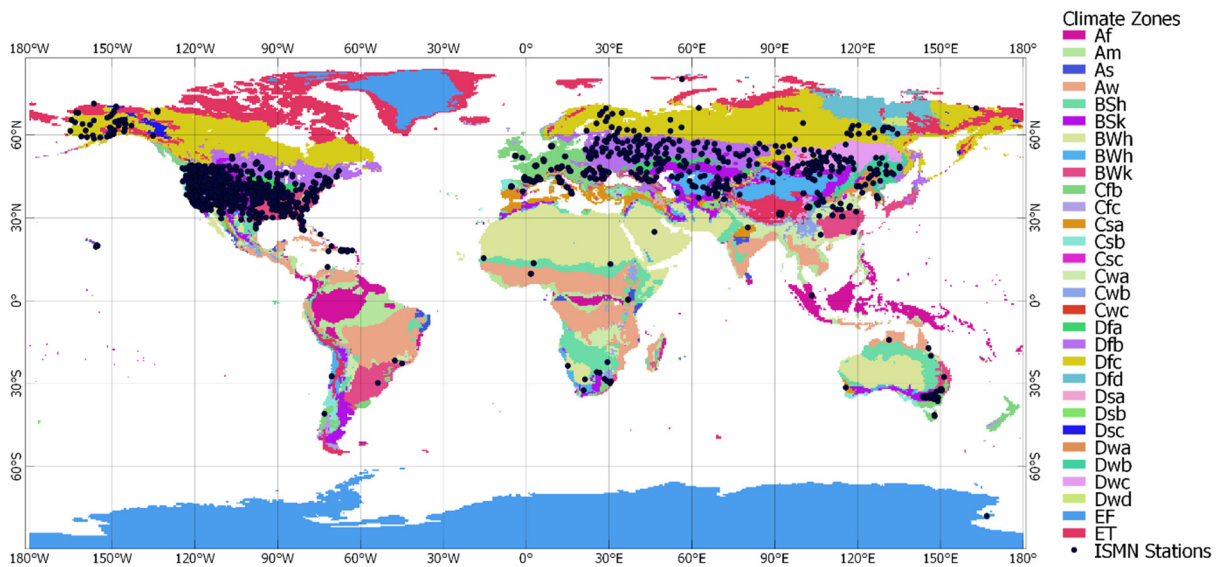 Climate Zones
180°W 150°W 120°W 90°W 60°W 30°W 0° 30°E 60°E 90°E 120°E 150°E 180°
Af
Am
As
Aw
BSh
BSk
BWh
BWh
BWk
Cfb
Cfc
Csa
Csb
Csc
Cwa
Cwb
Cwc
Dfa
Dfb
Dfc
Dfd
Dsa
Dsb
Dsc
Dwa
Dwb
Dwc
Dwd
EF
ET
ISMN Stations
60°N 60°N
30°N 30°N
0° 0°
30°S 30°S
60°S 60°S
180°W 150°W 120°W 90°W 60°W 30°W 0° 30°E 60°E 90°E 120°E 150°E 180°